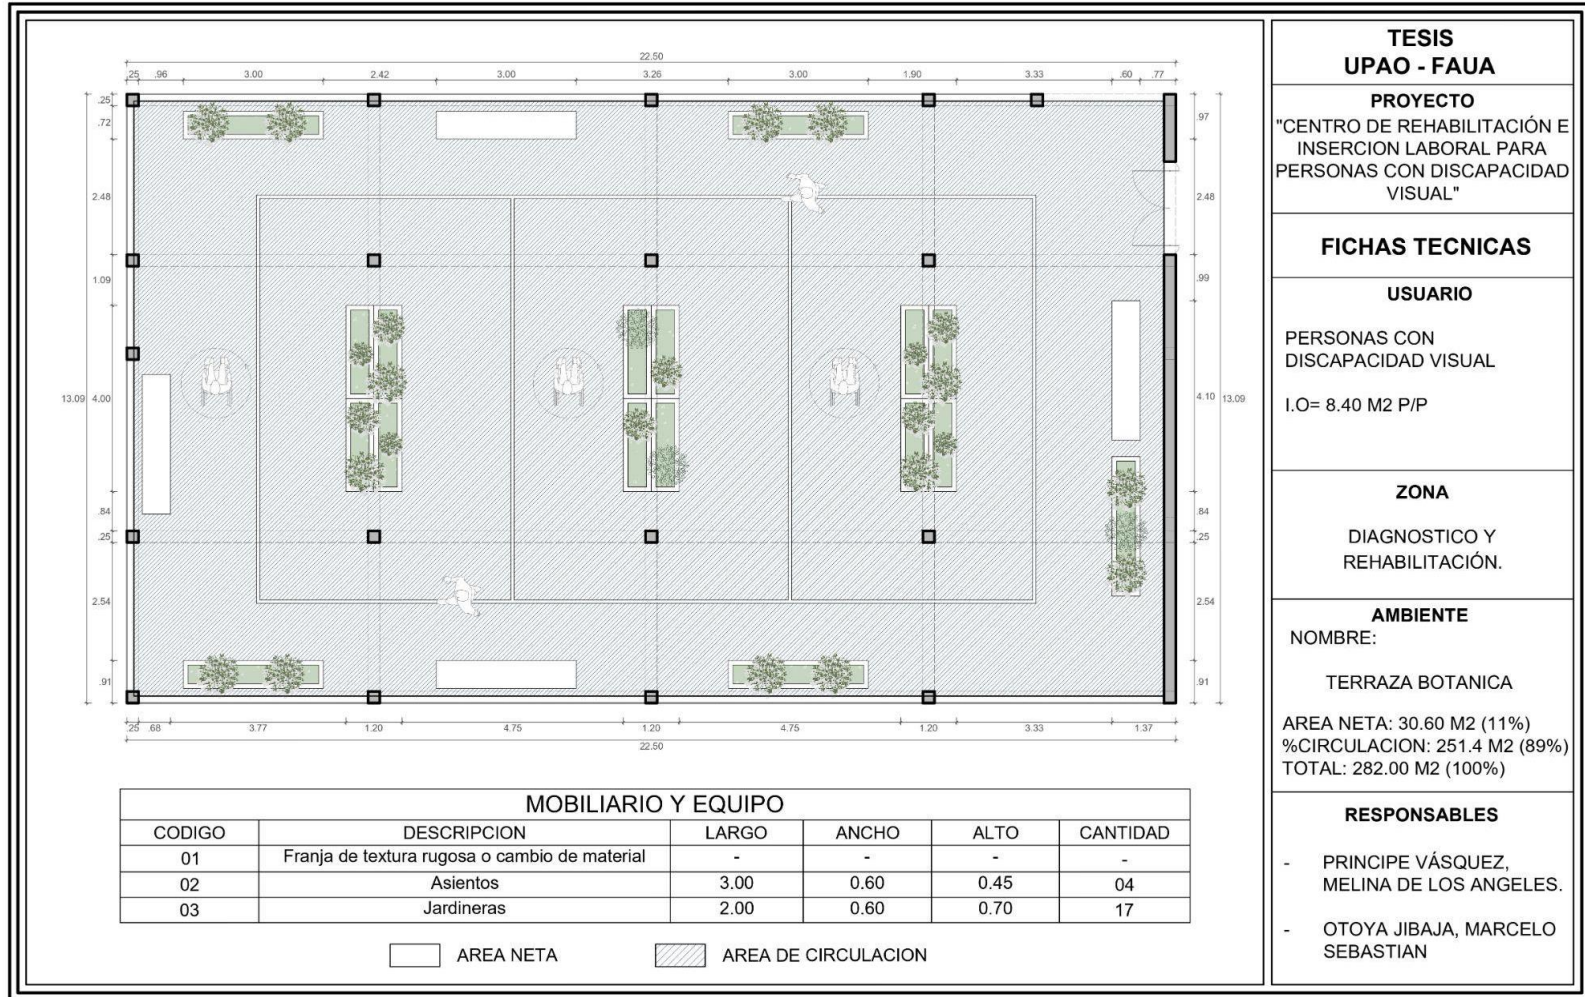 22.50
.25 .96 3.00 2.42 3.00 3.26 3.00 1.90 3.33 .60 .77
.25
.72
2.48
1.09
13.09 4.00
.84
.25
2.54
.91
.97
2.48
.99
4.10 13.09
.84
.25
2.54
.91
.25 .68 3.77 1.20 4.75 1.20 4.75 1.20 3.33 1.37
22.50
MOBILIARIO Y EQUIPO
CODIGO DESCRIPCION LARGO ANCHO ALTO CANTIDAD
01 Franja de textura rugosa o cambio de material - - - -
02 Asientos 3.00 0.60 0.45 04
03 Jardineras 2.00 0.60 0.70 17
AREA NETA AREA DE CIRCULACION
TESIS
UPAO - FAUA
PROYECTO
"CENTRO DE REHABILITACIÓN E
INSERCION LABORAL PARA
PERSONAS CON DISCAPACIDAD
VISUAL"
FICHAS TECNICAS
USUARIO
PERSONAS CON
DISCAPACIDAD VISUAL
I.O= 8.40 M2 P/P
ZONA
DIAGNOSTICO Y
REHABILITACIÓN.
AMBIENTE
NOMBRE:
TERRAZA BOTANICA
AREA NETA: 30.60 M2 (11%)
%CIRCULACION: 251.4 M2 (89%)
TOTAL: 282.00 M2 (100%)
RESPONSABLES
- PRINCIPE VÁSQUEZ,
MELINA DE LOS ANGELES.
- OTOYA JIBAJA, MARCELO
SEBASTIAN